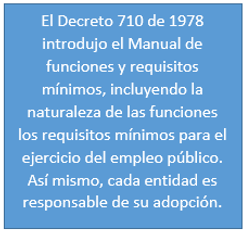 El Decreto 710 de 1978
introdujo el Manual de
funciones y requisitos
mínimos, incluyendo la
naturaleza de las funciones
los requisitos mínimos para el
ejercicio del empleo público.
Así mismo, cada entidad es
responsable de su adopción.